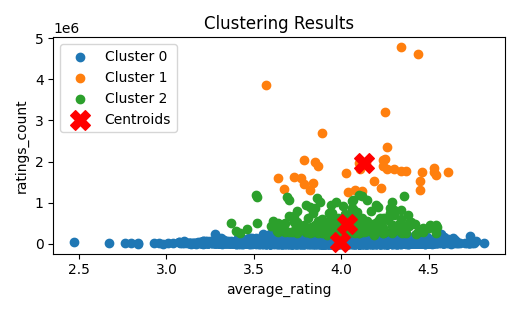 Clustering Results
1e6
Cluster 0
Cluster 1
Cluster 2
Centroids
ratings_count
5
4
3
2
1
0
2.5 3.0 3.5 4.0 4.5
average_rating